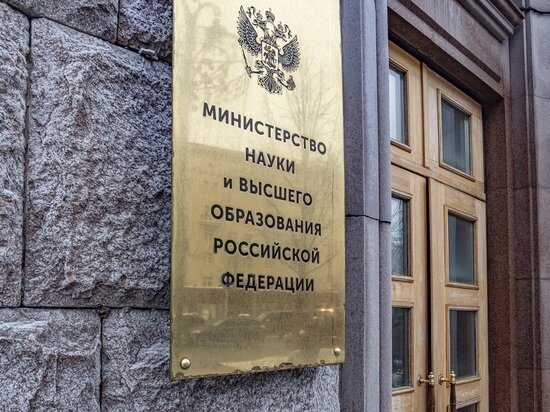 МИНИСТЕРСТВО
НАУКИ
и ВЫСШЕГО
ОБРАЗОВАНИЯ
РОССИЙСКОЙ
ФЕДЕРАЦИИ